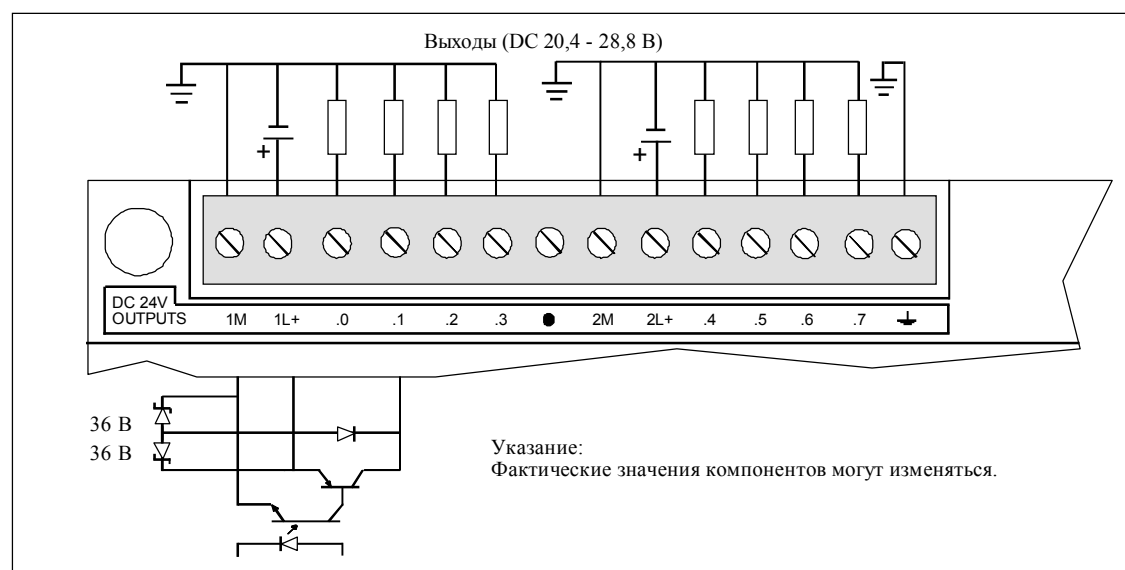 Выходы (DC 20,4 - 28,8 В)
+
+
DC 24V
OUTPUTS
1M 1L+ .0 .1 .2 .3 2M 2L+ .4 .5 .6 .7
36 В
36 В
Указание:
Фактические значения компонентов могут изменяться.